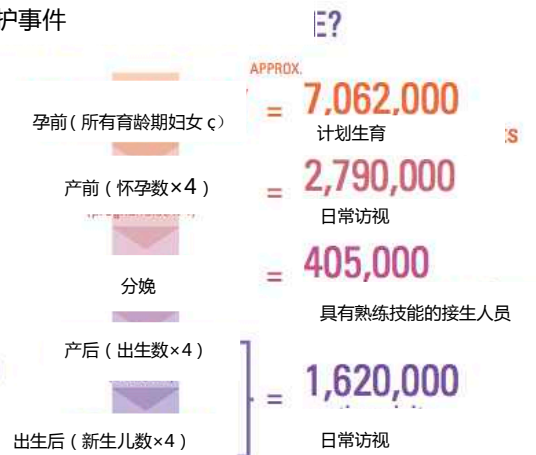 护事件
E?
APPROX.
孕前（所有育龄期妇女 ç）
= 7,062,000
计划生育
产前（怀孕数×4）
= 2,790,000
日常访视
分娩
= 405,000
具有熟练技能的接生人员
产后（出生数×4）
= 1,620,000
出生后（新生儿数×4）
日常访视